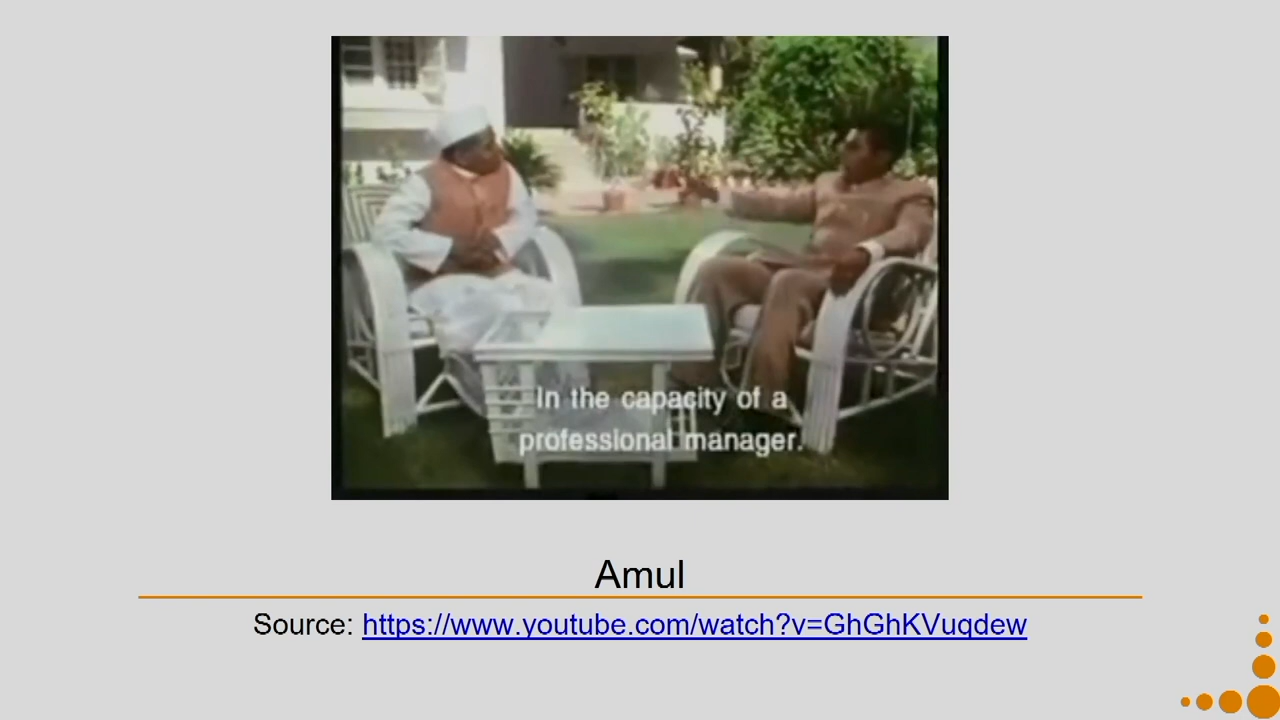 In the capacity of a
professional manager.
Amul
Source: https://www.youtube.com/watch?v=GhGhKVuqdew